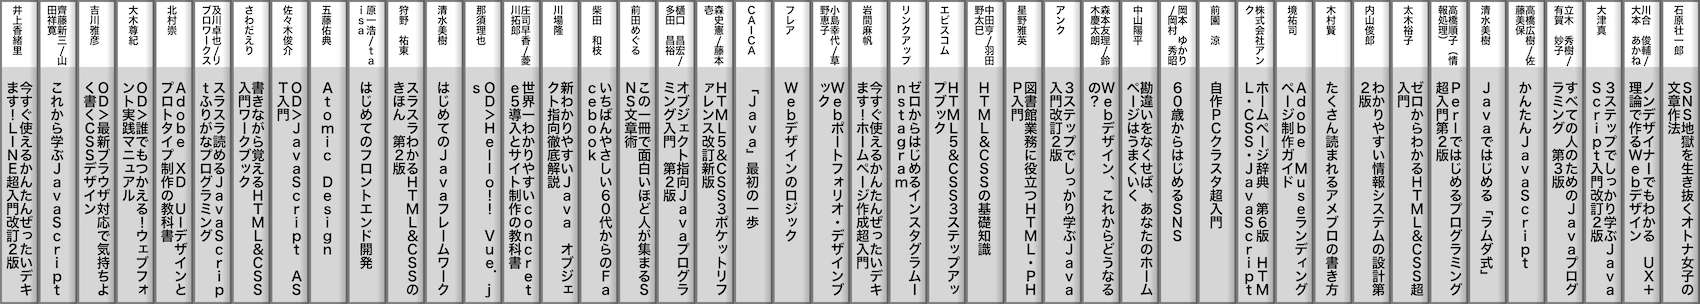 石原壮一郎
SNS地獄を生き抜くオトナ女子の
文章作法
川合 俊輔/
大本 あかね
ノンデザイナーでもわかる UX+
理論で作るWebデザイン
大津真
3ステップでしっかり学ぶJava
Script入門改訂2版
立木 秀樹/
有賀 妙子
すべての人のためのJavaプログ
ラミング 第3版
高橋広樹/佐
藤美保
かんたんJavaScript
清水美樹
Javaではじめる「ラムダ式」
高橋順子(情
報処理)
Perlではじめるプログラミング
超入門第2版
太木裕子
ゼロからわかるHTML&CSS超
入門
内山俊郎
わかりやすい情報システムの設計第
2版
木村賢
たくさん読まれるアメブロの書き方
境祐司
Adobe Museランディング
ページ制作ガイド
株式会社アン
ク
ホームページ辞典 第6版 HTM
L・CSS・JavaScript
前園 涼
自作PCクラスタ超入門
岡本 ゆかり
/岡村 秀昭
60歳からはじめるSNS
中山陽平
勘違いをなくせば、あなたのホーム
ページはうまくいく
森本友理/鈴
木慶太朗
Webデザイン、これからどうなる
の?
アンク
3ステップでしっかり学ぶJava
入門改訂2版
星野雅英
図書館業務に役立つHTML・PH
P入門
中田亨/羽田
野太巳
HTML&CSSの基礎知識
エビスコム
HTML5&CSS3ステップアッ
プブック
リンクアップ
ゼロからはじめるインスタグラムI
nstagram
岩間麻帆
今すぐ使えるかんたんぜったいデキ
ます!ホームページ作成超入門
小島幸代/草
野恵子
Webポートフォリオ・デザインブ
ック
フレア
Webデザインのロジック
CAICA
「Java」最初の一歩
森史憲/藤本
壱
HTML5&CSS3ポケットリフ
ァレンス改訂新版
樋口 昌宏/
多田 昌裕
オブジェクト指向Javaプログラ
ミング入門 第2版
前田めぐる
この一冊で面白いほど人が集まるS
NS文章術
柴田 和枝
いちばんやさしい60代からのFa
cebook
川場隆
新わかりやすいJava オブジェ
クト指向徹底解説
庄司早香/菱
川拓郎
世界一わかりやすいconcret
e5導入とサイト制作の教科書
那須理也
OD>Hello!! Vue.j
s
清水美樹
はじめてのJavaフレームワーク
狩野 祐東
スラスラわかるHTML&CSSの
きほん 第2版
原一浩/ta
isa
はじめてのフロントエンド開発
五藤佑典
Atomic Design
佐々木俊介
OD>JavaScript AS
T入門
さわだえり
書きながら覚えるHTML&CSS
入門ワークブック
及川卓也/リ
ブロワークス
スラスラ読めるJavaScrip
tふりがなプログラミング
北村崇
Adobe XD UIデザインと
プロトタイプ制作の教科書
大木尊紀
OD>誰でもつかえる!ウェブフォ
ント実践マニュアル
吉川雅彦
OD>最新ブラウザ対応で気持ちよ
く書くCSSデザイン
齊藤新三/山
田祥寛
これから学ぶJavaScript
井上香緒里
今すぐ使えるかんたんぜったいデキ
ます!LINE超入門改訂2版